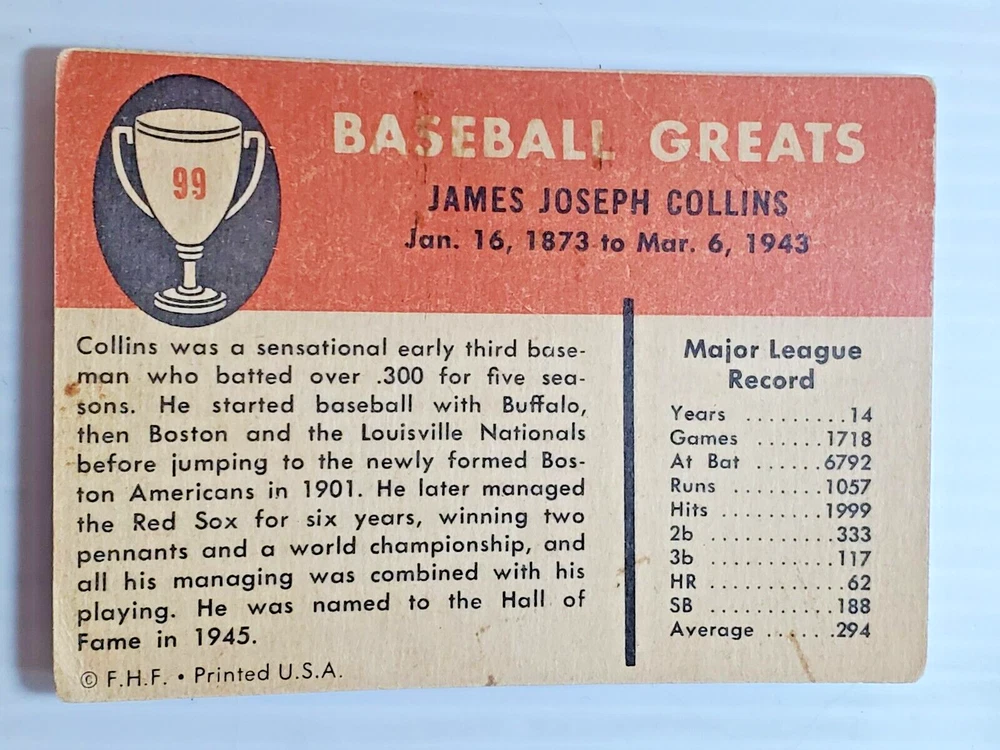 99
BASEBALL GREATS
JAMES JOSEPH COLLINS
Jan. 16, 1873 to Mar. 6, 1943
Collins was a sensational early third base-
man who batted over .300 for five sea-
sons. He started baseball with Buffalo,
then Boston and the Louisville Nationals
before jumping to the newly formed Bos-
ton Americans in 1901. He later managed
the Red Sox for six years, winning two
pennants and a world championship, and
all his managing was combined with his
playing. He was named to the Hall of
Fame in 1945.
© F.H.F. • Printed U.S.A.
Major League
Record
Years ..........14
Games .......1718
At Bat ......6792
Runs ........1057
Hits .........1999
2b ............333
3b ............117
HR ............62
SB ............188
Average .......294